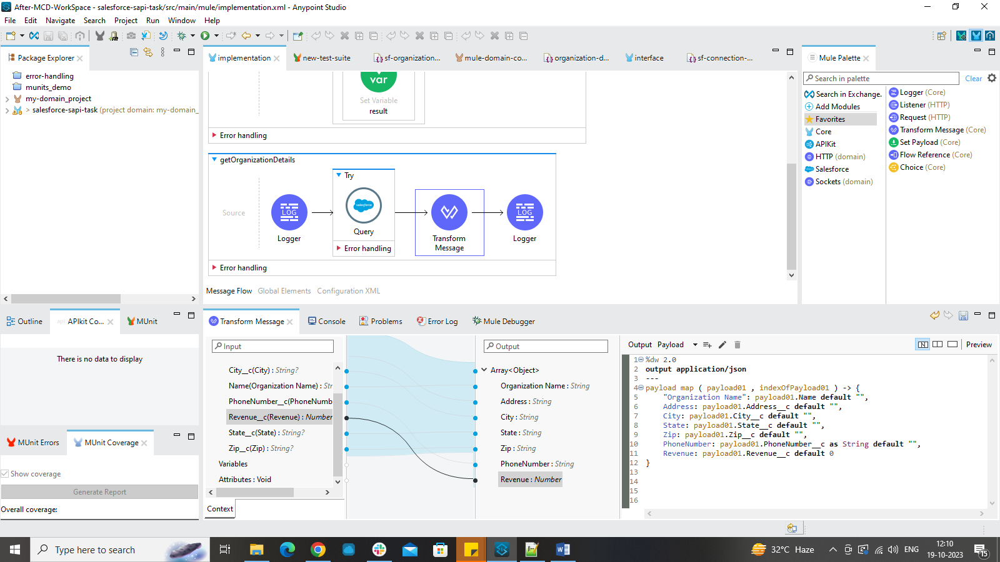 After-MCD-WorkSpace - salesforce-sapi-task/src/main/mule/implementation.xml - Anypoint Studio
File Edit Navigate Search Project Run Window Help
Package Explorer
error-handling
munits_demo
my-domain_project
> salesforce-sapi-task (project domain: my-domain_
implementation
new-test-suite
sf-organization...
mule-domain-co...
organization-d...
interface
sf-connection-...
var
Set Variable
result
Error handling
getOrganizationDetails
Try
Source
LOG
Logger
salesforce
Query
Error handling
Transform
Message
LOG
Logger
Error handling
Message Flow Global Elements Configuration XML
Mule Palette
Search in palette
Clear
Search in Exchange.
Add Modules
Favorites
Core
APIKit
HTTP (domain)
Salesforce
Sockets (domain)
Logger (Core)
Listener (HTTP)
Request (HTTP)
Transform Message (Core)
Set Payload (Core)
Flow Reference (Core)
Choice (Core)
Outline
api APIkit Co...
MUnit
There is no data to display
MUnit Errors
MUnit Coverage
Show coverage
Generate Report
Overall coverage:
Transform Message
Console
Problems
Error Log
Mule Debugger
Input
City__c(City) : String?
Name(Organization Name) : Str
PhoneNumber__c(PhoneNumb
Revenue__c(Revenue) : Number
State__c(State) : String?
Zip__c(Zip) : String?
Variables
Attributes : Void
Context
Output
Array<Object>
Organization Name : String
Address : String
City : String
State : String
Zip : String
PhoneNumber : String
Revenue : Number
Output Payload
Preview
1 %dw 2.0
2 output application/json
3 ---
4 payload map ( payload01 , indexOfPayload01 ) -> {
5 "Organization Name": payload01.Name default "",
6 Address: payload01.Address__c default "",
7 City: payload01.City__c default "",
8 State: payload01.State__c default "",
9 Zip: payload01.Zip__c default "",
10 PhoneNumber: payload01.PhoneNumber__c as String default "",
11 Revenue: payload01.Revenue__c default 0
12 }
13
14
15
16
Type here to search
32°C Haze
ENG
12:10
19-10-2023
15